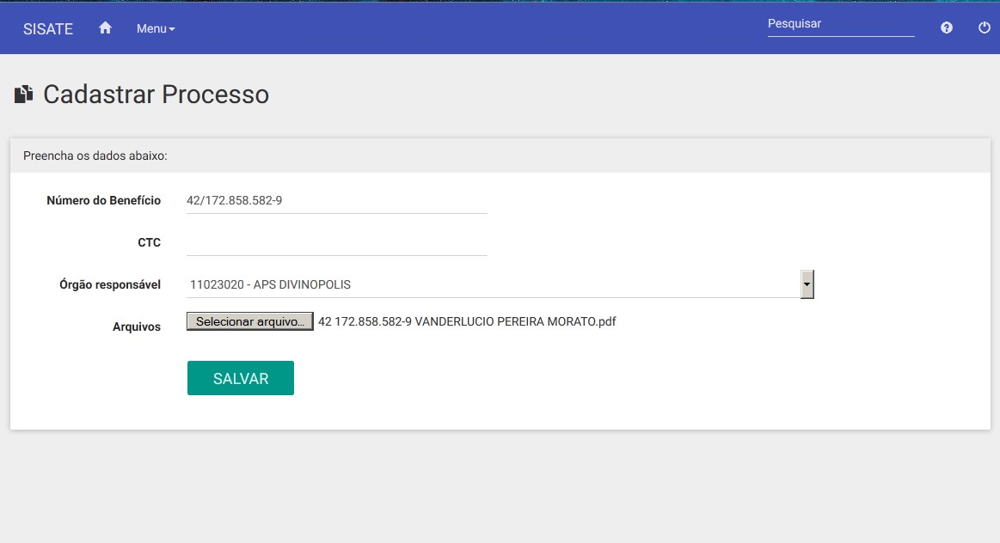 SISATE Menu Pesquisar
Cadastrar Processo
Preencha os dados abaixo:
Número do Benefício 42/172.858.582-9
CTC
Órgão responsável 11023020 - APS DIVINOPOLIS
Arquivos Selecionar arquivo... 42 172.858.582-9 VANDERLUCIO PEREIRA MORATO.pdf
SALVAR